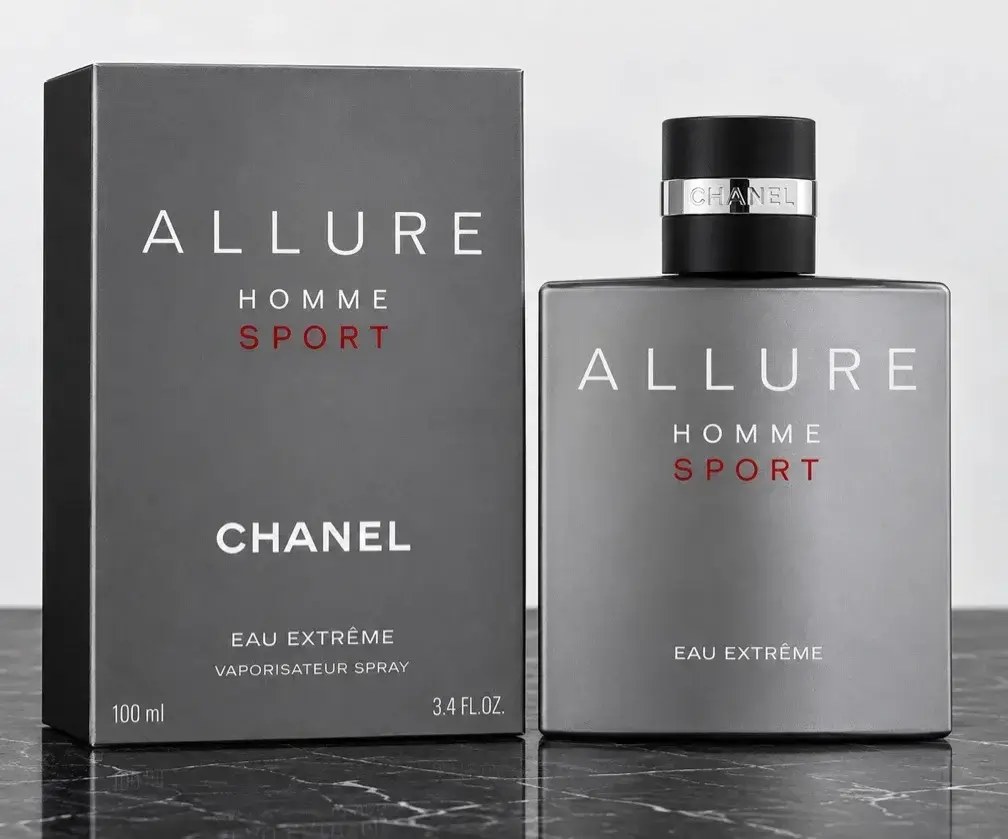 ALLURE
HOMME
SPORT
CHANEL
EAU EXTRÊME
VAPORISATEUR SPRAY
100 ml
3.4 FL.OZ.
CHANEL
ALLURE
HOMME
SPORT
EAU EXTRÊME